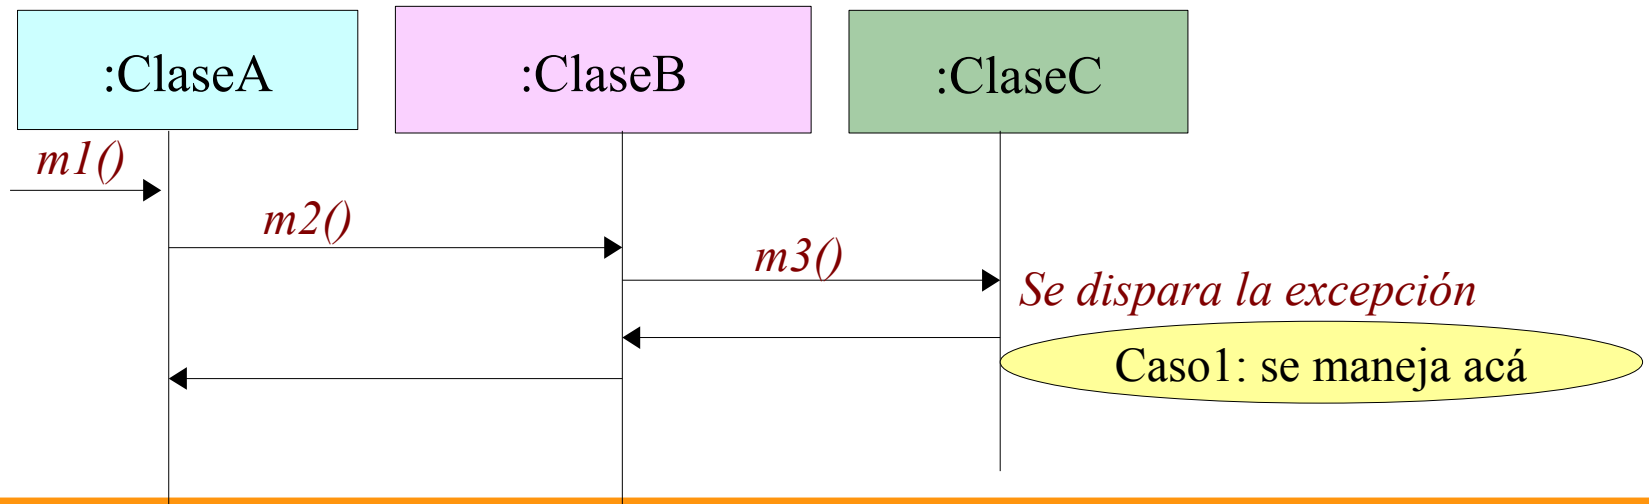 :ClaseA
:ClaseB
:ClaseC
m1()
m2()
m3()
Se dispara la excepción
Caso1: se maneja acá